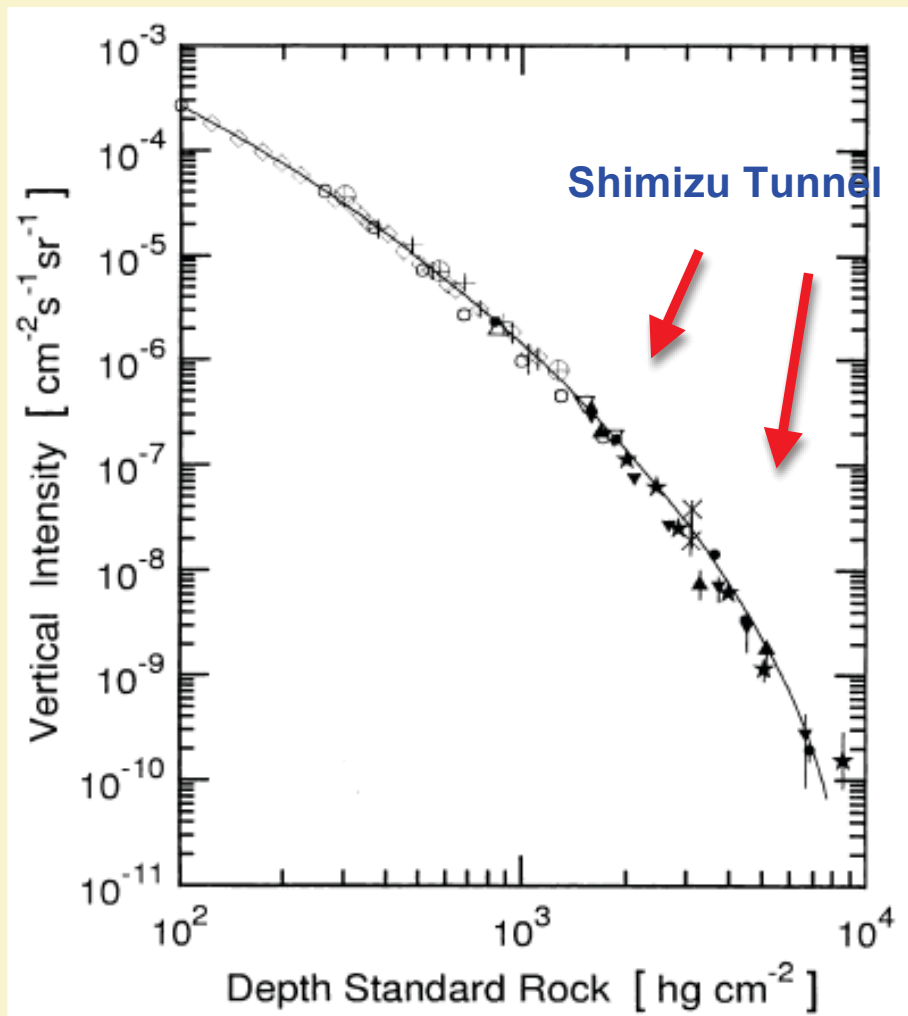 10^-3
10^-4
10^-5
10^-6
10^-7
10^-8
10^-9
10^-10
10^-11
Vertical Intensity [ cm^-2 s^-1 sr^-1 ]
Shimizu Tunnel
10^2 10^3 10^4
Depth Standard Rock [ hg cm^-2 ]